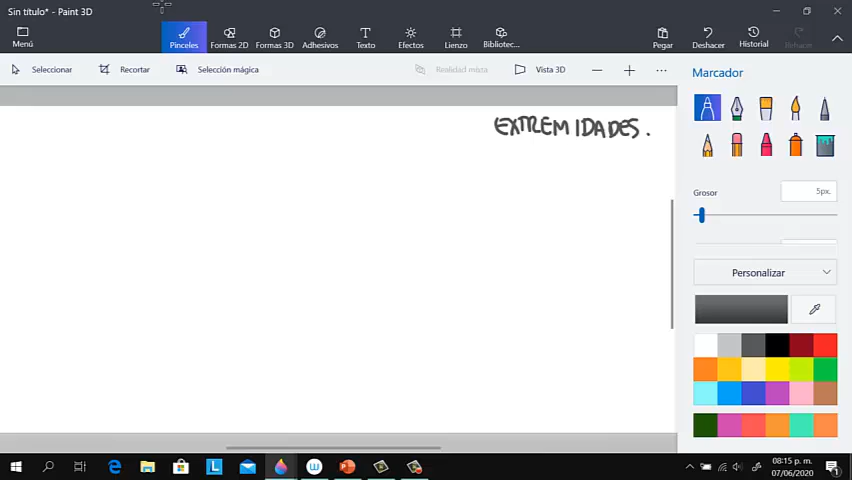 Sin título* - Paint 3D
Menú
Pinceles
Formas 2D
Formas 3D
Adhesivos
Texto
Efectos
Lienzo
Bibliotec...
Pegar
Deshacer
Historial
Rehacer
Seleccionar
Recortar
Selección mágica
Realidad mixta
Vista 3D
Marcador
EXTREMIDADES.
Grosor
5px.
Personalizar
08:15 p. m.
07/06/2020